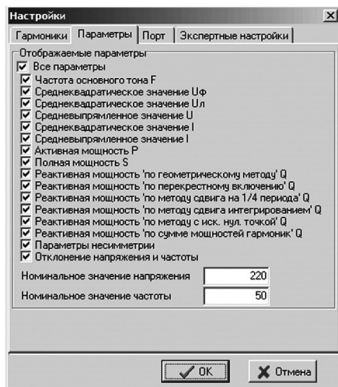 Настройки
Гармоники Параметры Порт Экспертные настройки
Отображаемые параметры
Все параметры
Частота основного тона F
Среднеквадратическое значение Uф
Среднеквадратическое значение Uл
Средневыпрямленное значение U
Среднеквадратическое значение I
Средневыпрямленное значение I
Активная мощность P
Полная мощность S
Реактивная мощность 'по геометрическому методу' Q
Реактивная мощность 'по перекрестному включению' Q
Реактивная мощность 'по методу сдвига на 1/4 периода' Q
Реактивная мощность 'по методу сдвига интегрированием' Q
Реактивная мощность 'по методу с иск. нул. точкой' Q
Реактивная мощность 'по сумме мощностей гармоник' Q
Параметры несимметрии
Отклонение напряжения и частоты
Номинальное значение напряжения 220
Номинальное значение частоты 50
OK Отмена